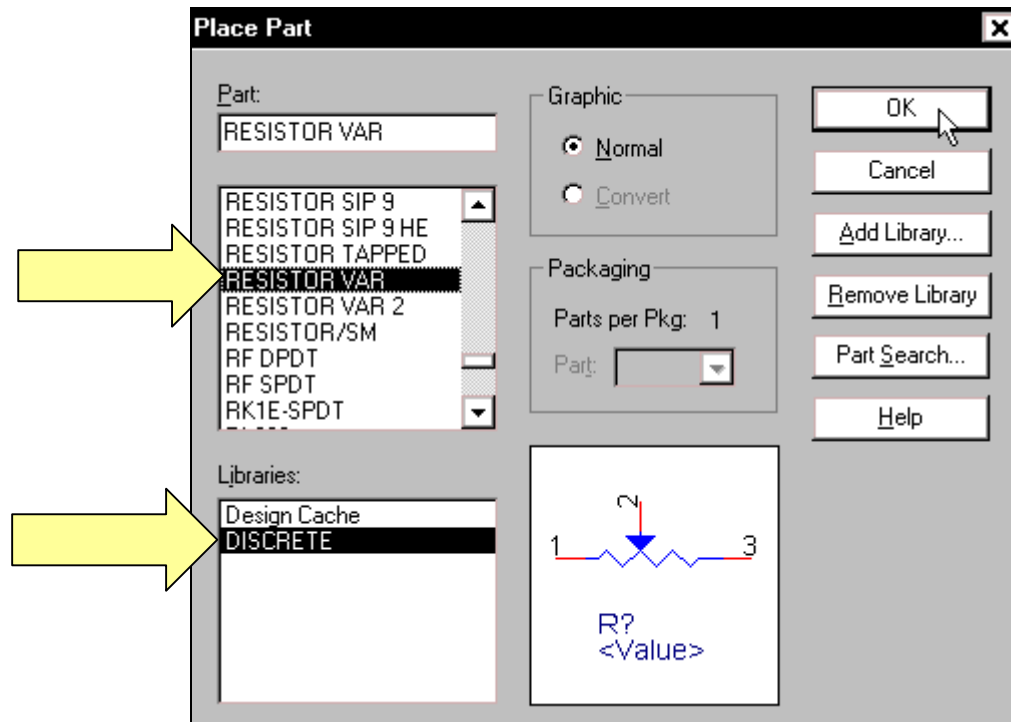 Place Part
Part:
RESISTOR VAR
RESISTOR SIP 9
RESISTOR SIP 9 HE
RESISTOR TAPPED
RESISTOR VAR
RESISTOR VAR 2
RESISTOR/SM
RF DPDT
RF SPDT
RK1E-SPDT
Libraries:
Design Cache
DISCRETE
Graphic
Normal
Convert
Packaging
Parts per Pkg: 1
Part:
1
2
3
R?
<Value>
OK
Cancel
Add Library...
Remove Library
Part Search...
Help